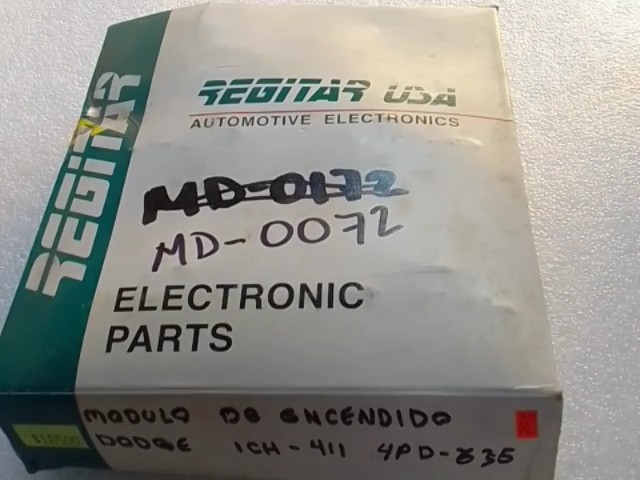 REGITAR
REGITAR USA
AUTOMOTIVE ELECTRONICS
MD-0172
MD-0072
ELECTRONIC
PARTS
MODULO DE ENCENDIDO
DODGE ICH-411 4PD-835